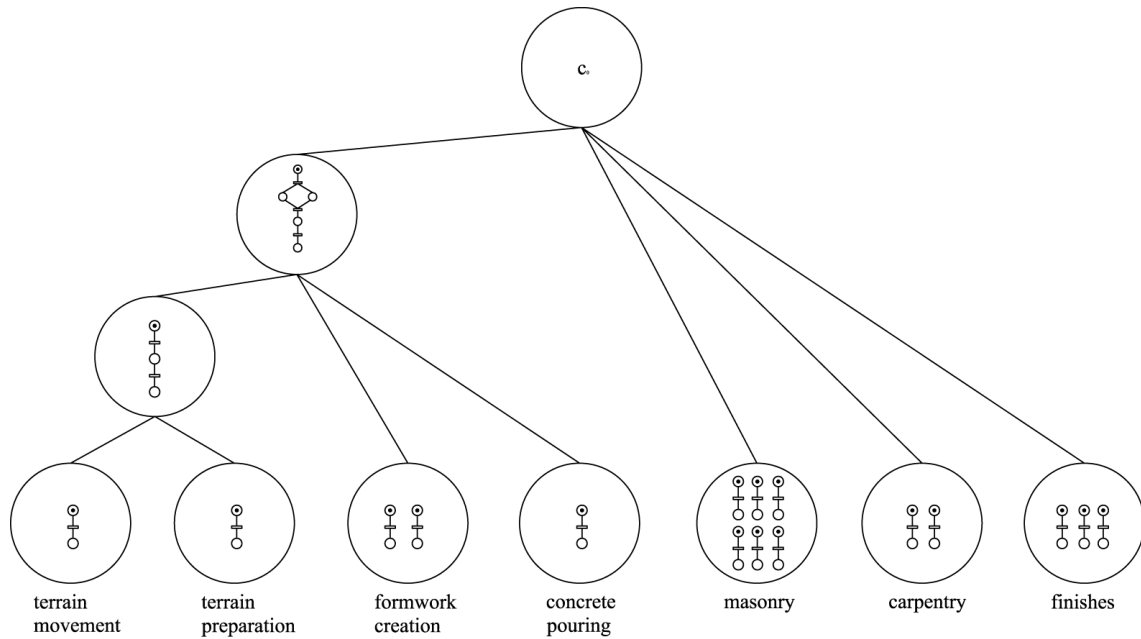 c₀
terrain
movement
terrain
preparation
formwork
creation
concrete
pouring
masonry
carpentry
finishes